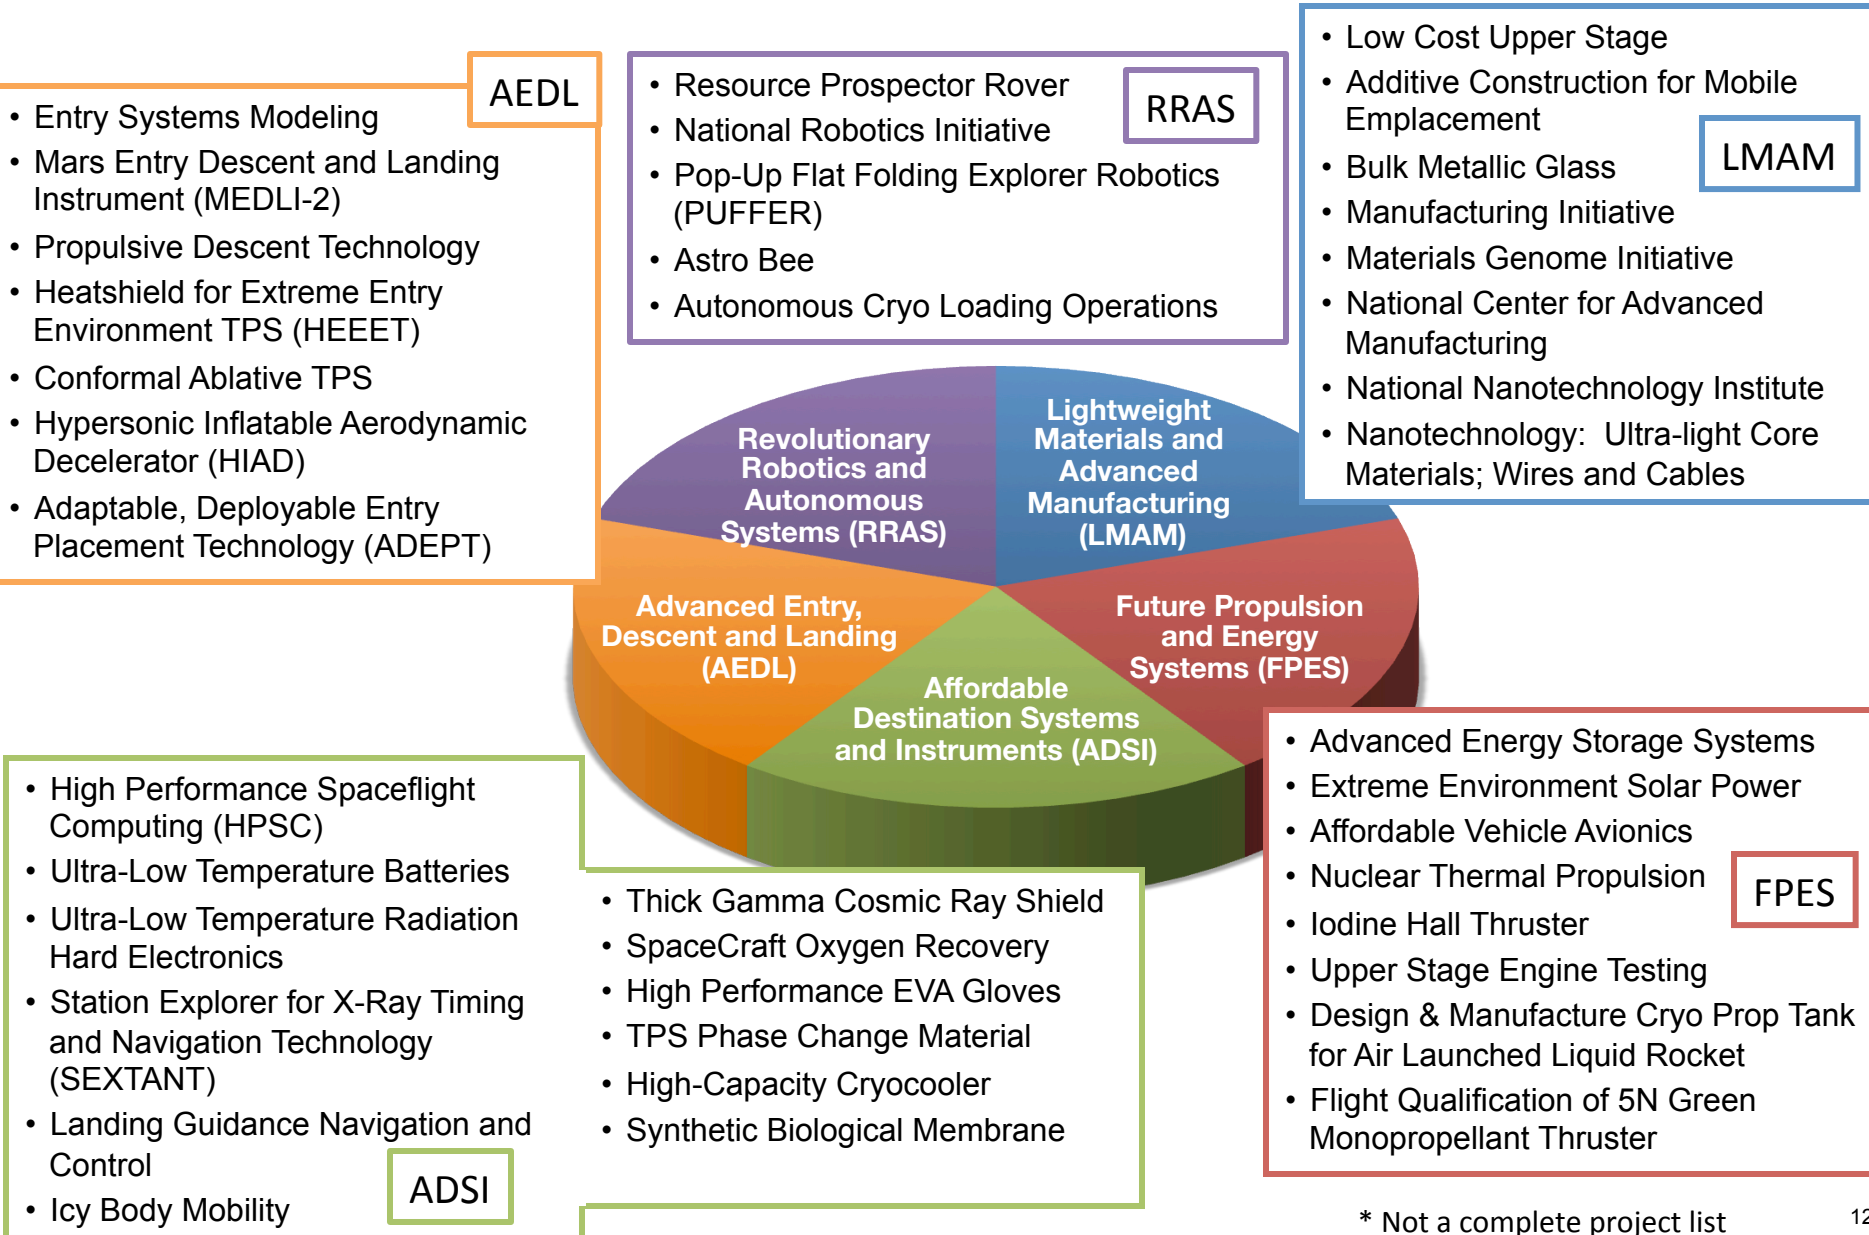 AEDL
• Entry Systems Modeling
• Mars Entry Descent and Landing
Instrument (MEDLI-2)
• Propulsive Descent Technology
• Heatshield for Extreme Entry
Environment TPS (HEEET)
• Conformal Ablative TPS
• Hypersonic Inflatable Aerodynamic
Decelerator (HIAD)
• Adaptable, Deployable Entry
Placement Technology (ADEPT)
RRAS
• Resource Prospector Rover
• National Robotics Initiative
• Pop-Up Flat Folding Explorer Robotics
(PUFFER)
• Astro Bee
• Autonomous Cryo Loading Operations
LMAM
• Low Cost Upper Stage
• Additive Construction for Mobile
Emplacement
• Bulk Metallic Glass
• Manufacturing Initiative
• Materials Genome Initiative
• National Center for Advanced
Manufacturing
• National Nanotechnology Institute
• Nanotechnology: Ultra-light Core
Materials; Wires and Cables
Revolutionary
Robotics and
Autonomous
Systems (RRAS)
Lightweight
Materials and
Advanced
Manufacturing
(LMAM)
Advanced Entry,
Descent and Landing
(AEDL)
Future Propulsion
and Energy
Systems (FPES)
Affordable
Destination Systems
and Instruments (ADSI)
• High Performance Spaceflight
Computing (HPSC)
• Ultra-Low Temperature Batteries
• Ultra-Low Temperature Radiation
Hard Electronics
• Station Explorer for X-Ray Timing
and Navigation Technology
(SEXTANT)
• Landing Guidance Navigation and
Control
• Icy Body Mobility
ADSI
• Thick Gamma Cosmic Ray Shield
• SpaceCraft Oxygen Recovery
• High Performance EVA Gloves
• TPS Phase Change Material
• High-Capacity Cryocooler
• Synthetic Biological Membrane
• Advanced Energy Storage Systems
• Extreme Environment Solar Power
• Affordable Vehicle Avionics
• Nuclear Thermal Propulsion
• Iodine Hall Thruster
• Upper Stage Engine Testing
• Design & Manufacture Cryo Prop Tank
for Air Launched Liquid Rocket
• Flight Qualification of 5N Green
Monopropellant Thruster
FPES
* Not a complete project list
12